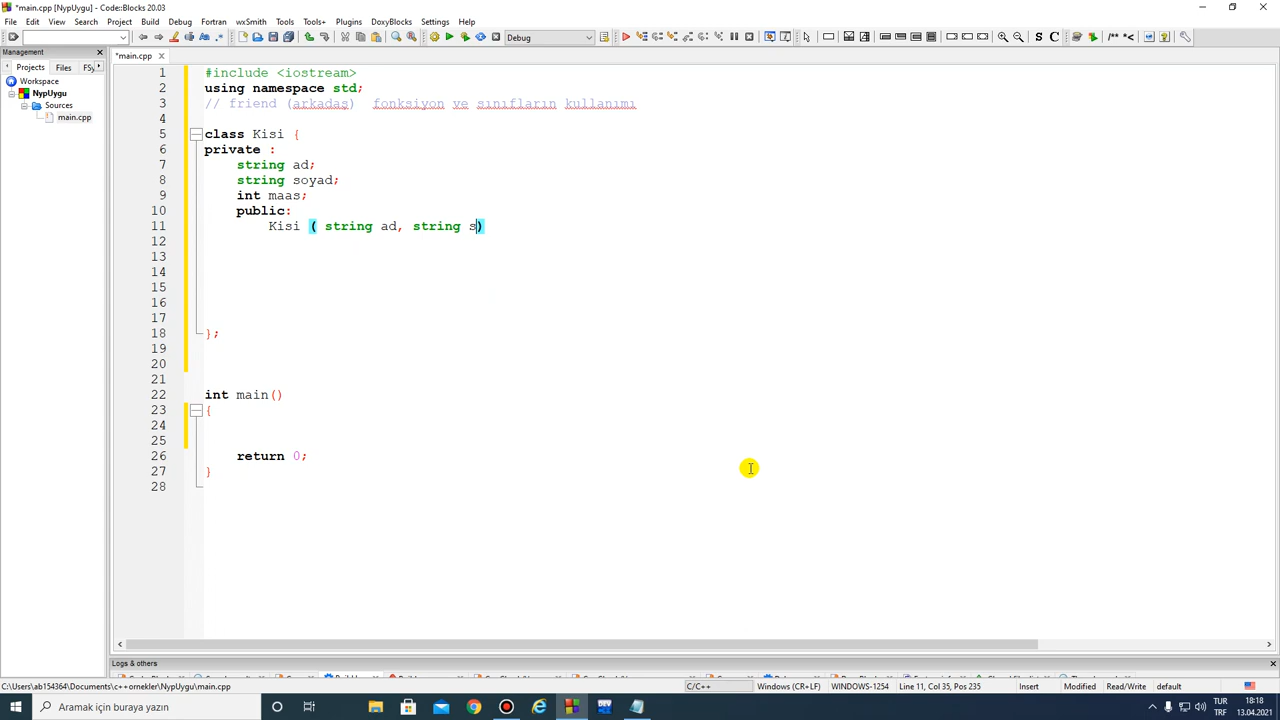 *main.cpp [NypUygu] - Code::Blocks 20.03
File Edit View Search Project Build Debug Fortran wxSmith Tools Tools+ Plugins DoxyBlocks Settings Help
Debug
Management
Projects Files FSy
*main.cpp
Workspace
NypUygu
Sources
main.cpp
1 #include <iostream>
2 using namespace std;
3 // friend (arkadaş) fonksiyon ve sınıfların kullanımı
4
5 class Kisi {
6 private :
7 string ad;
8 string soyad;
9 int maas;
10 public:
11 Kisi ( string ad, string s)
12
13
14
15
16
17
18 };
19
20
21
22 int main()
23 {
24
25
26 return 0;
27 }
28
Logs & others
C:\Users\ab154364\Documents\c++ornekler\NypUygu\main.cpp C/C++ Windows (CR+LF) WINDOWS-1254 Line 11, Col 35, Pos 235 Insert Modified Read/Write default
Aramak için buraya yazın
TUR
TRF
18:18
13.04.2021